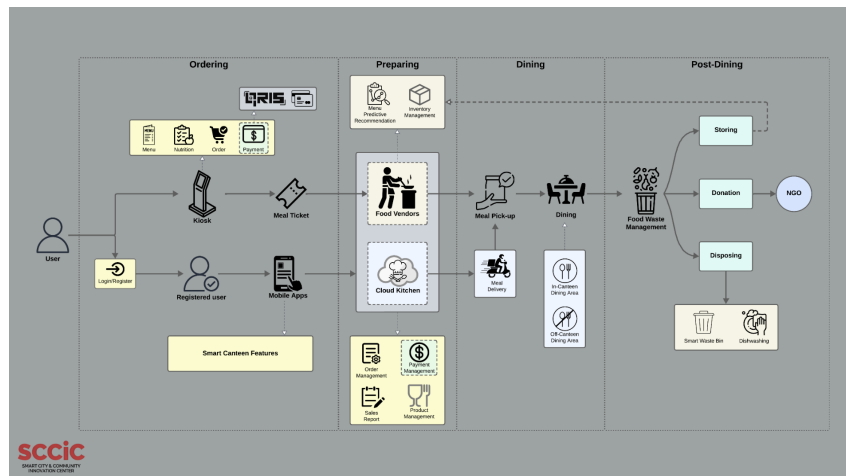 Ordering
Preparing
Dining
Post-Dining
QRIS
Menu
Nutrition
Order
Payment
Menu
Predictive
Recommendation
Inventory
Management
Storing
Kiosk
Meal Ticket
Food Vendors
Meal Pick-up
Dining
Food Waste
Management
Donation
NGO
User
Login/Register
Registered user
Mobile Apps
Cloud Kitchen
Meal
Delivery
In-Canteen
Dining Area
Off-Canteen
Dining Area
Disposing
Smart Waste Bin
Dishwashing
Smart Canteen Features
Order
Management
Payment
Management
Sales
Report
Product
Management
SCCiC
SMART CITY & COMMUNITY
INNOVATION CENTER